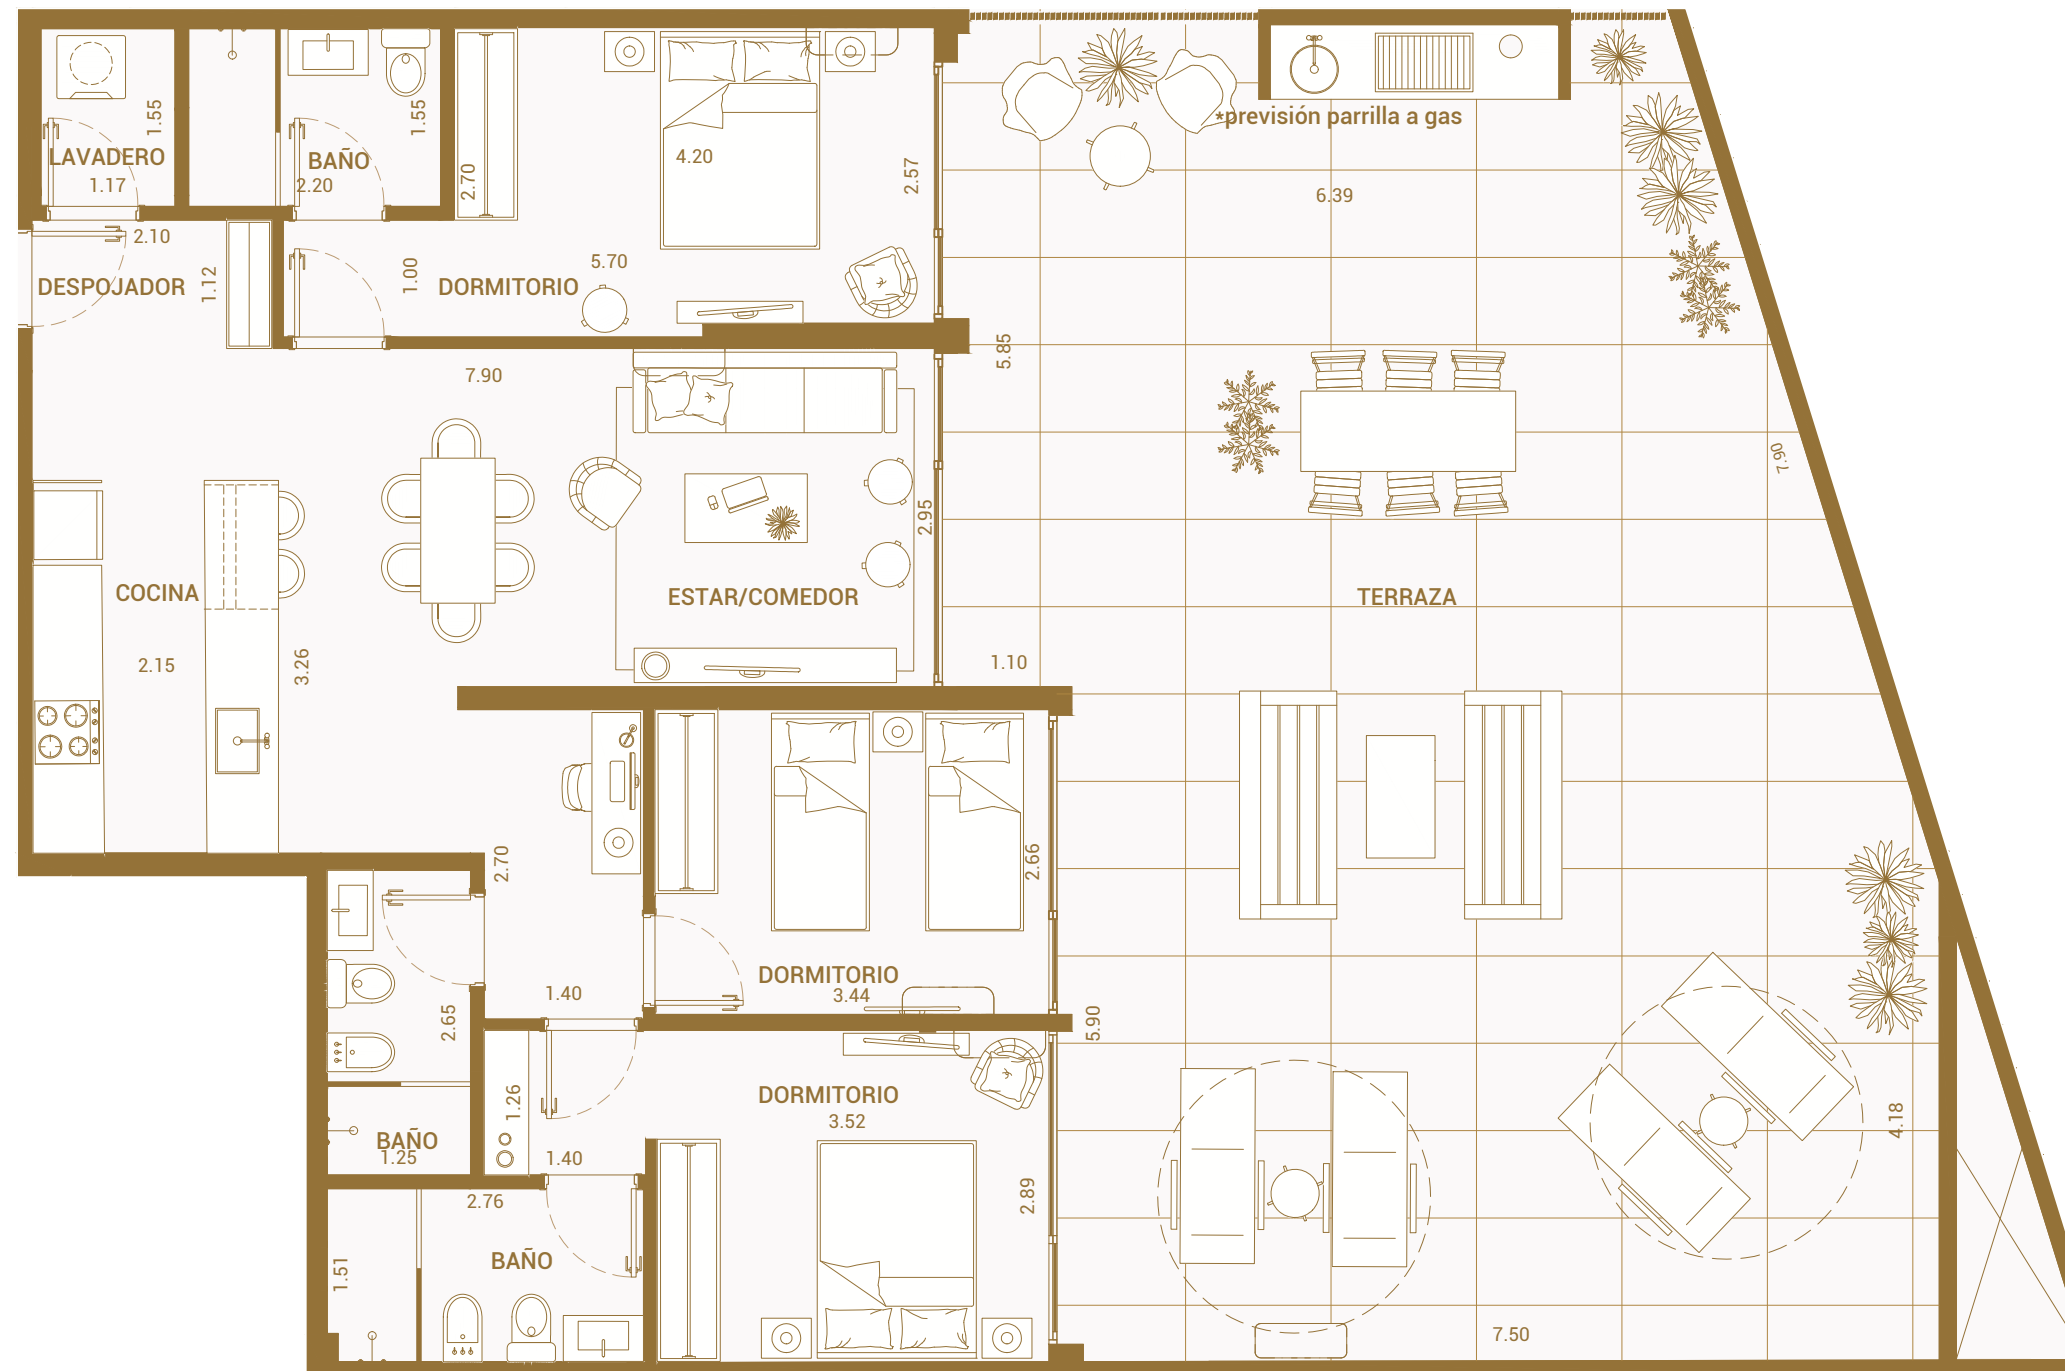 *previsión parrilla a gas
1.55
1.55
LAVADERO
BAÑO
1.17
2.20
2.70
4.20
2.57
6.39
2.10
DESPOJADOR
1.12
1.00
5.70
DORMITORIO
7.90
5.85
7.90
2.95
COCINA
ESTAR/COMEDOR
TERRAZA
2.15
3.26
1.10
2.70
2.66
DORMITORIO
3.44
1.40
2.65
5.90
1.26
DORMITORIO
3.52
4.18
BAÑO
1.25
1.40
2.76
2.89
1.51
BAÑO
7.50